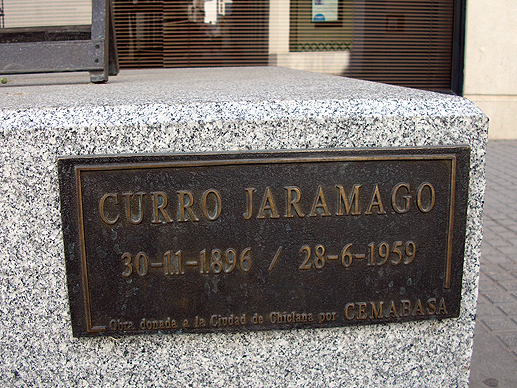 CURRO JARAMAGO
30-11-1896 / 28-6-1959
Obra donada a la Ciudad de Chiclana por CEMABASA